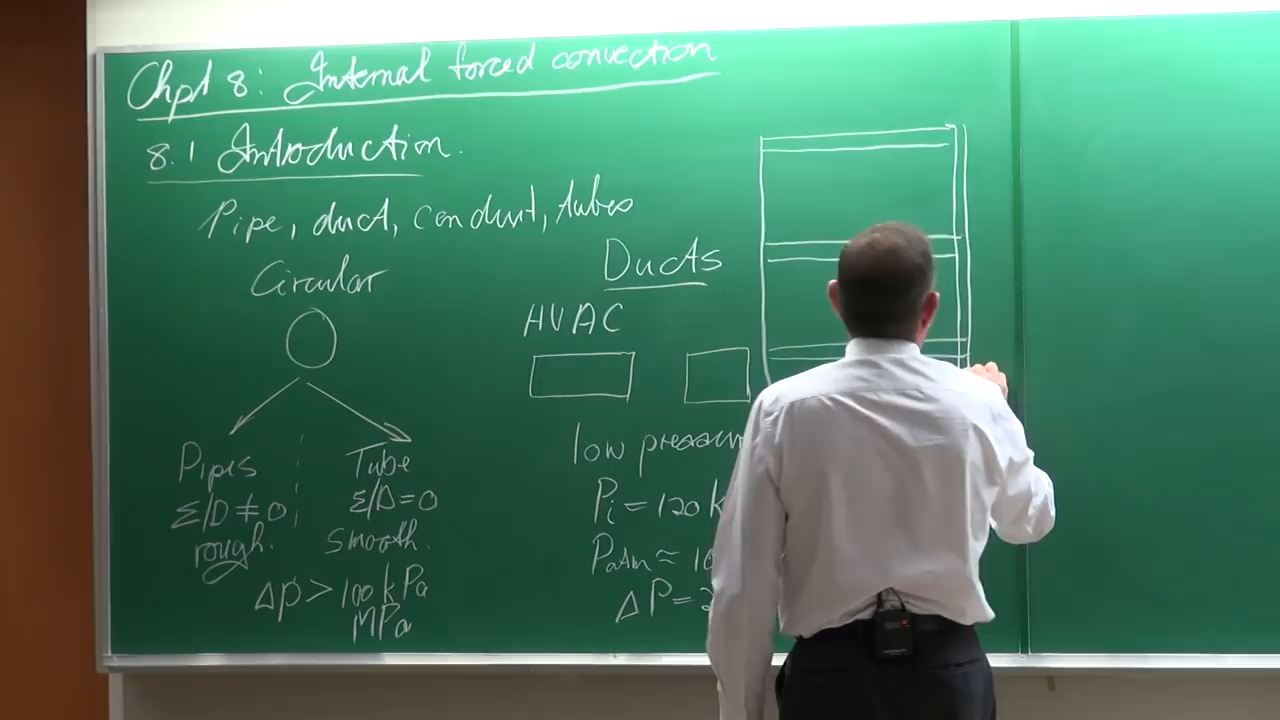 Chpt 8: Internal forced convection
8.1 Introduction.
Pipe, duct, conduit, tubes
Circular
Pipes
Ɛ/D ≠ 0
rough.
Tube
Ɛ/D = 0
Smooth.
ΔP > 100 kPa
MPa
Ducts
HVAC
low pressur
Pi = 120 k
Patm ≈ 10
ΔP = 2